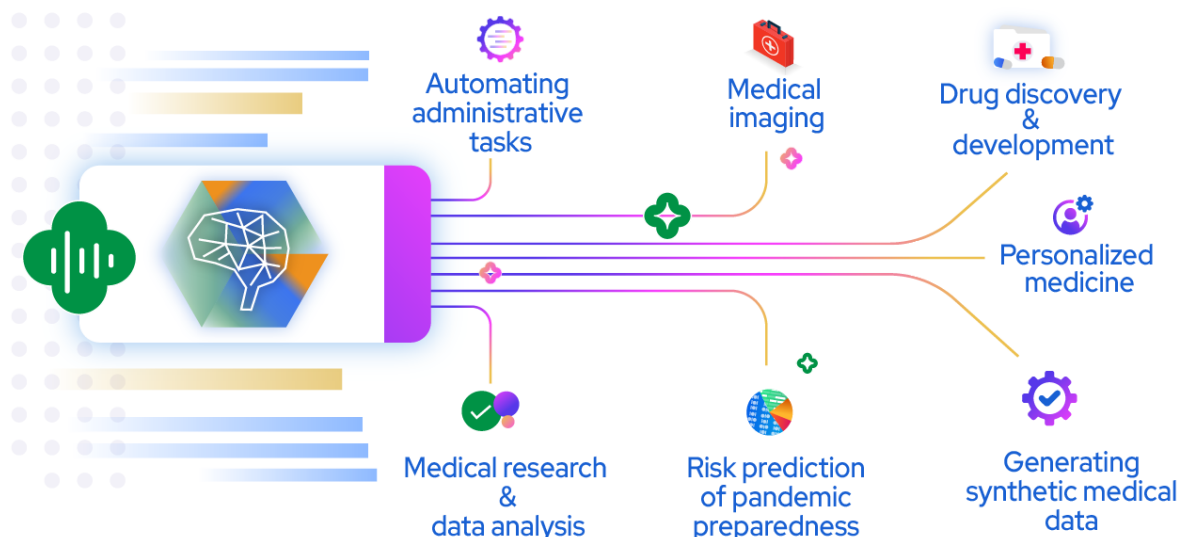 Automating
administrative
tasks
Medical
imaging
Drug discovery
&
development
Personalized
medicine
Medical research
&
data analysis
Risk prediction
of pandemic
preparedness
Generating
synthetic medical
data